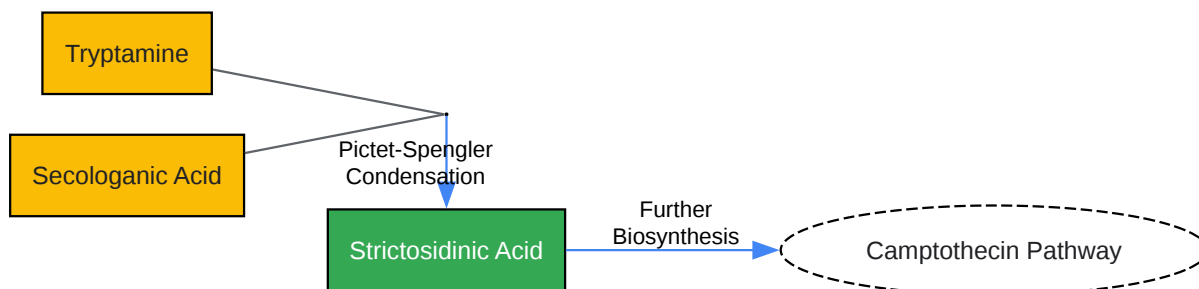 Tryptamine
Secologanic Acid
Pictet-Spengler
Condensation
Strictosidinic Acid
Further
Biosynthesis
Camptothecin Pathway